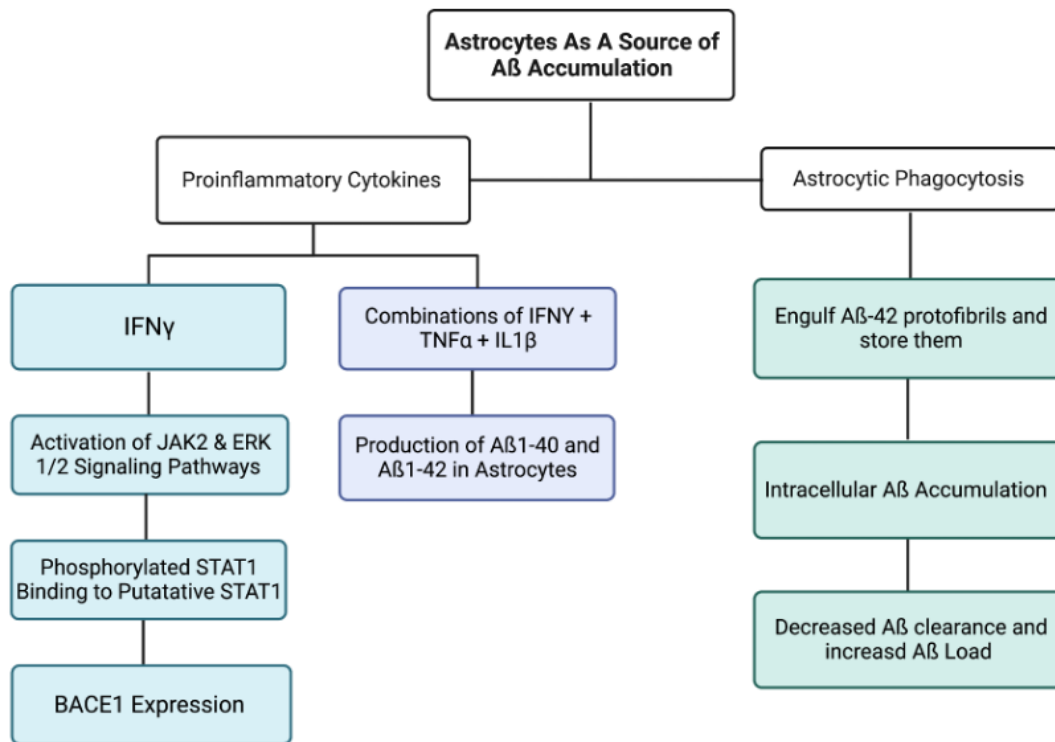 Astrocytes As A Source of
Aß Accumulation
Proinflammatory Cytokines
Astrocytic Phagocytosis
IFNγ
Combinations of IFNY +
TNFα + IL1β
Engulf Aß-42 protofibrils and
store them
Activation of JAK2 & ERK
1/2 Signaling Pathways
Production of Aß1-40 and
Aß1-42 in Astrocytes
Intracellular Aß Accumulation
Phosphorylated STAT1
Binding to Putatative STAT1
Decreased Aß clearance and
increasd Aß Load
BACE1 Expression